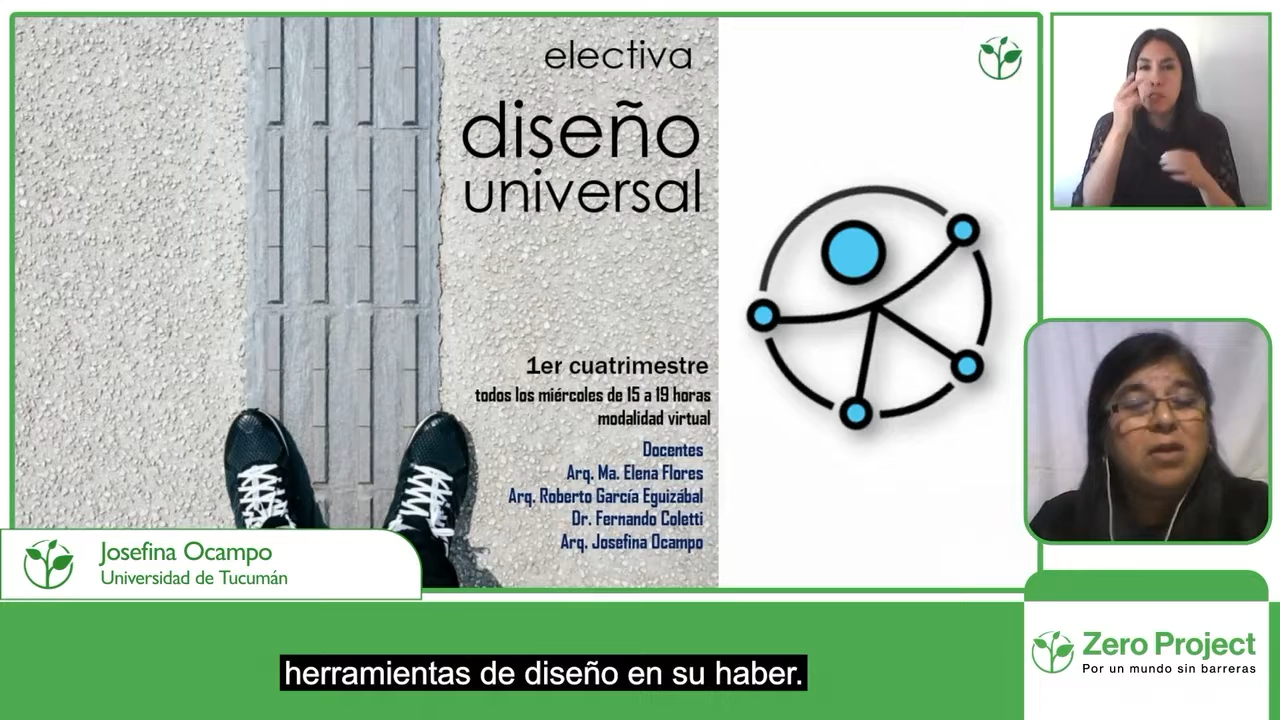 electiva
diseño
universal
1er cuatrimestre
todos los miércoles de 15 a 19 horas
modalidad virtual
Docentes
Arq. Ma. Elena Flores
Arq. Roberto García Eguizábal
Dr. Fernando Coletti
Arq. Josefina Ocampo
Josefina Ocampo
Universidad de Tucumán
herramientas de diseño en su haber.
Zero Project
Por un mundo sin barreras